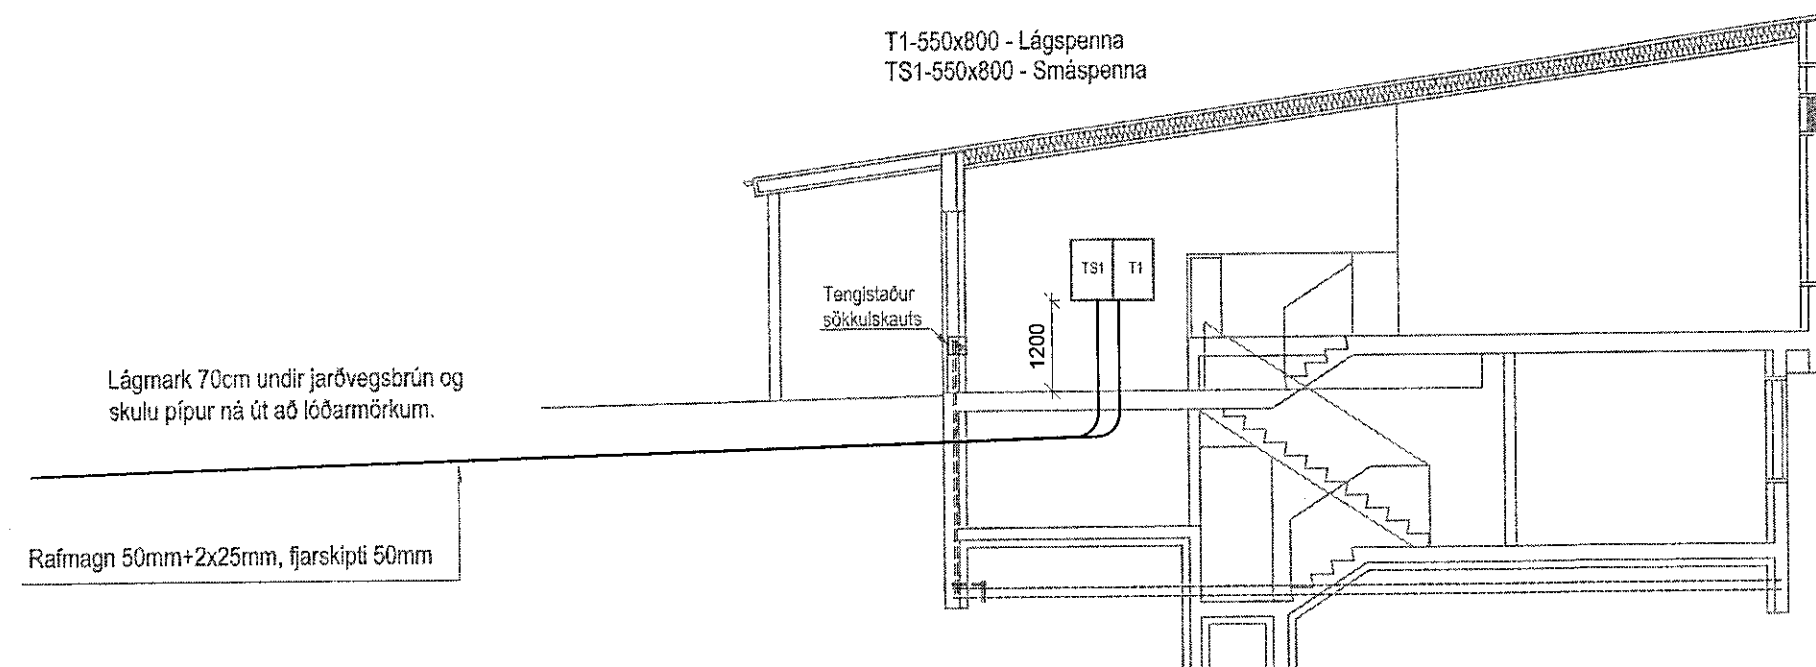 T1-550x800 - Lágspenna
TS1-550x800 - Smáspenna
TS1 T1
Tengistaður
sökkulskauts
1200
Lágmark 70cm undir jarðvegsbrún og
skulu pípur ná út að lóðarmörkum.
Rafmagn 50mm+2x25mm, fjarskipti 50mm